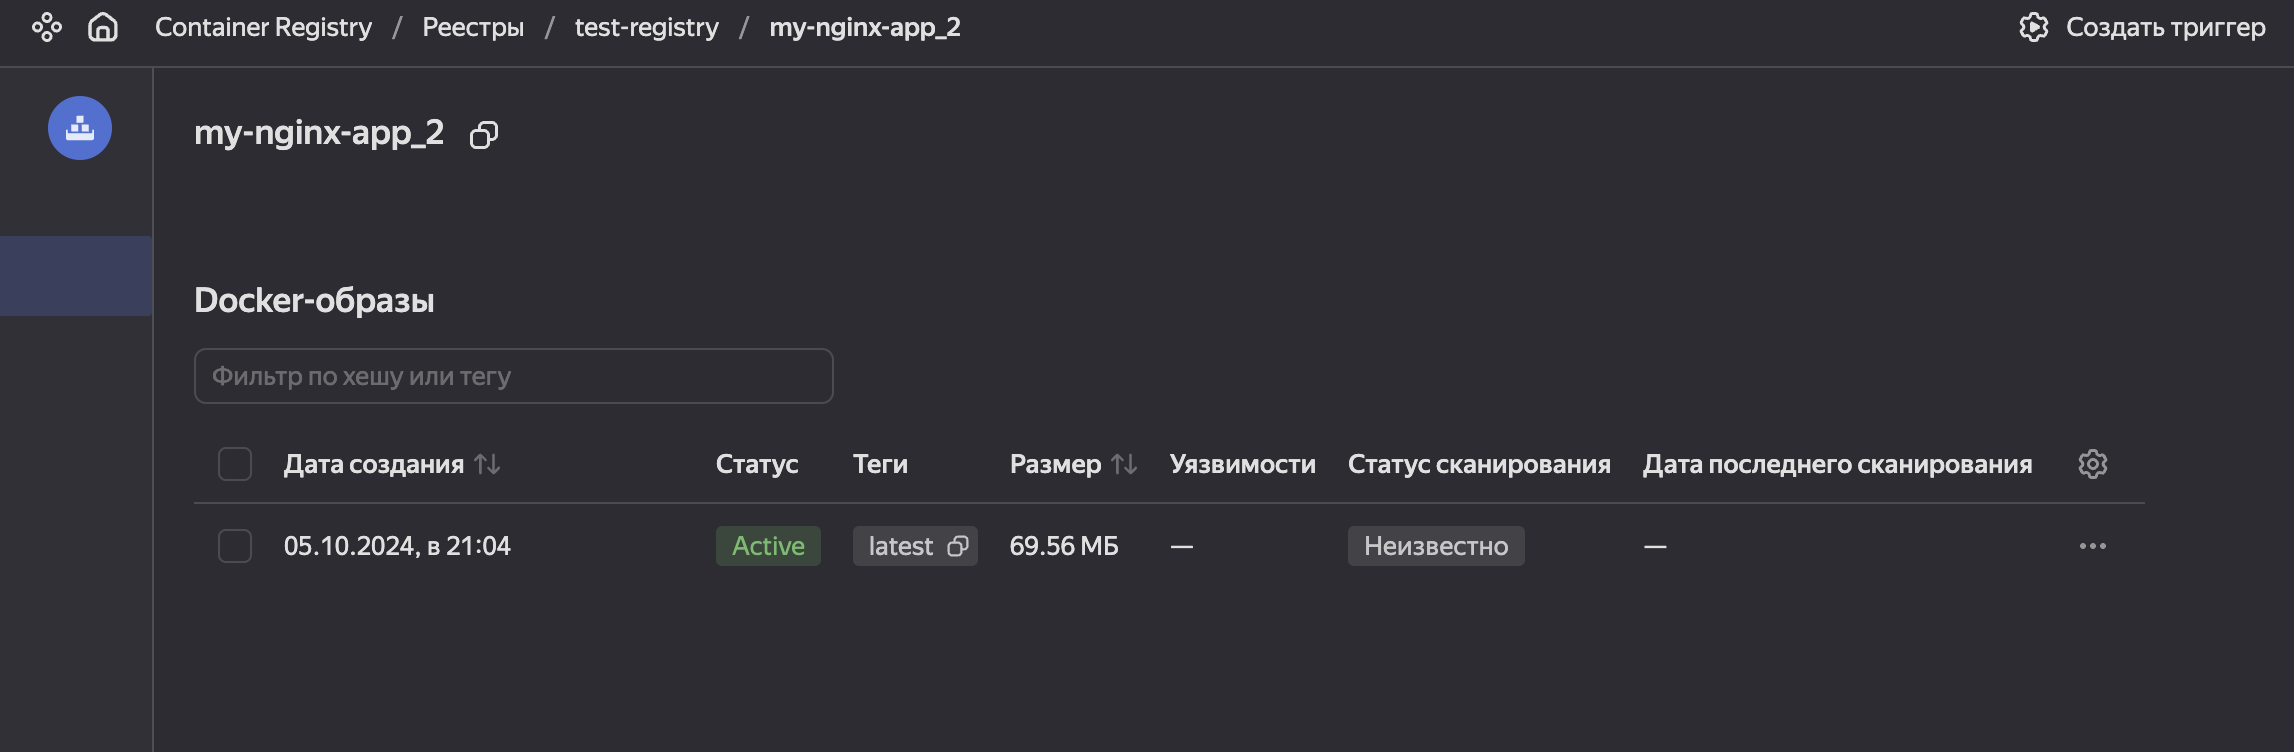 Container Registry / Реестры / test-registry / my-nginx-app_2 Создать триггер
my-nginx-app_2
Docker-образы
Фильтр по хешу или тегу
Дата создания Статус Теги Размер Уязвимости Статус сканирования Дата последнего сканирования
05.10.2024, в 21:04 Active latest 69.56 МБ — Неизвестно —